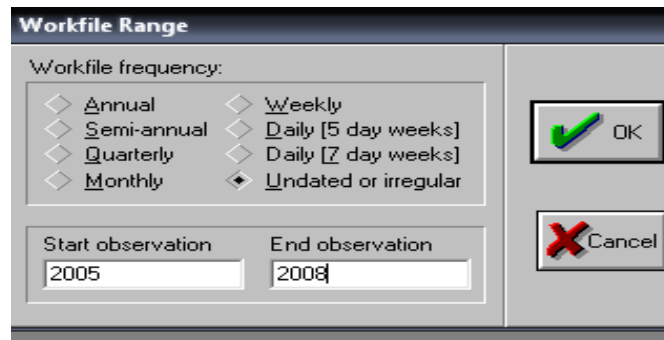 Workfile Range
Workfile frequency:
Annual
Semi-annual
Quarterly
Monthly
Weekly
Daily [5 day weeks]
Daily [7 day weeks]
Undated or irregular
Start observation
2005
End observation
2008
OK
Cancel